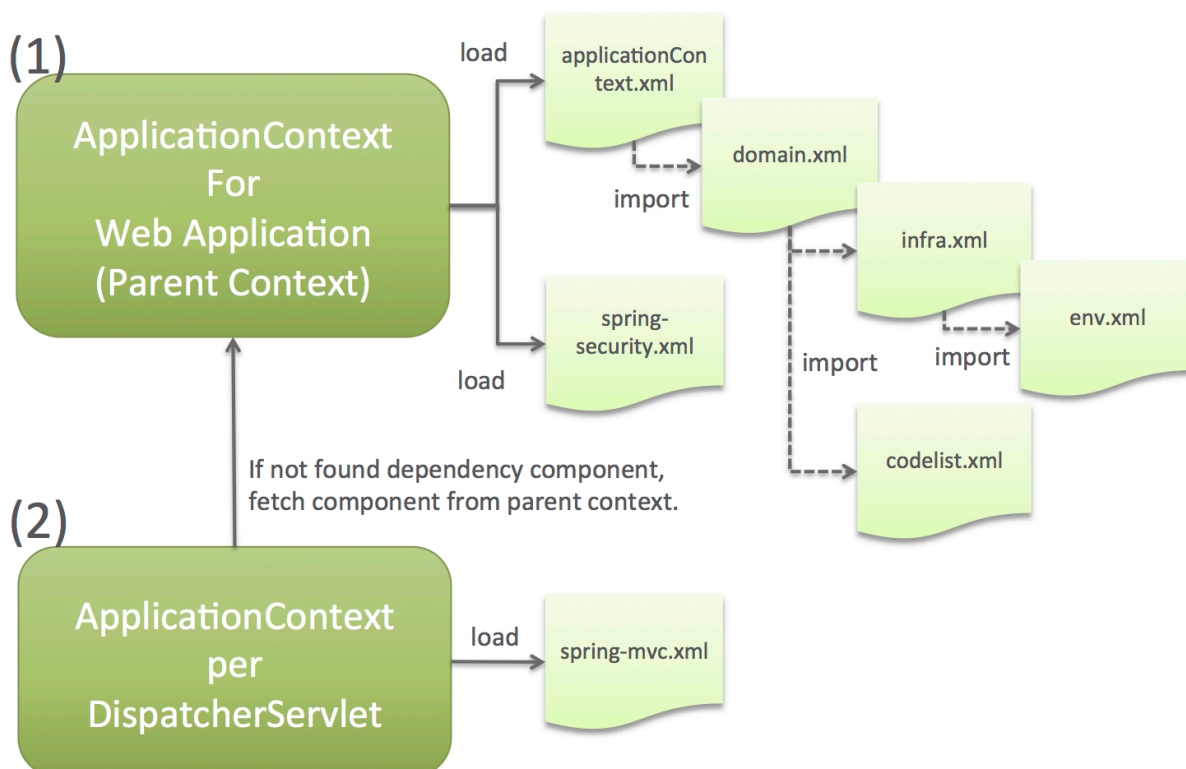 (1)
ApplicationContext
For
Web Application
(Parent Context)
load
applicationCon
text.xml
import
domain.xml
import
infra.xml
import
env.xml
codelist.xml
load
spring-
security.xml
If not found dependency component,
fetch component from parent context.
(2)
ApplicationContext
per
DispatcherServlet
load
spring-mvc.xml